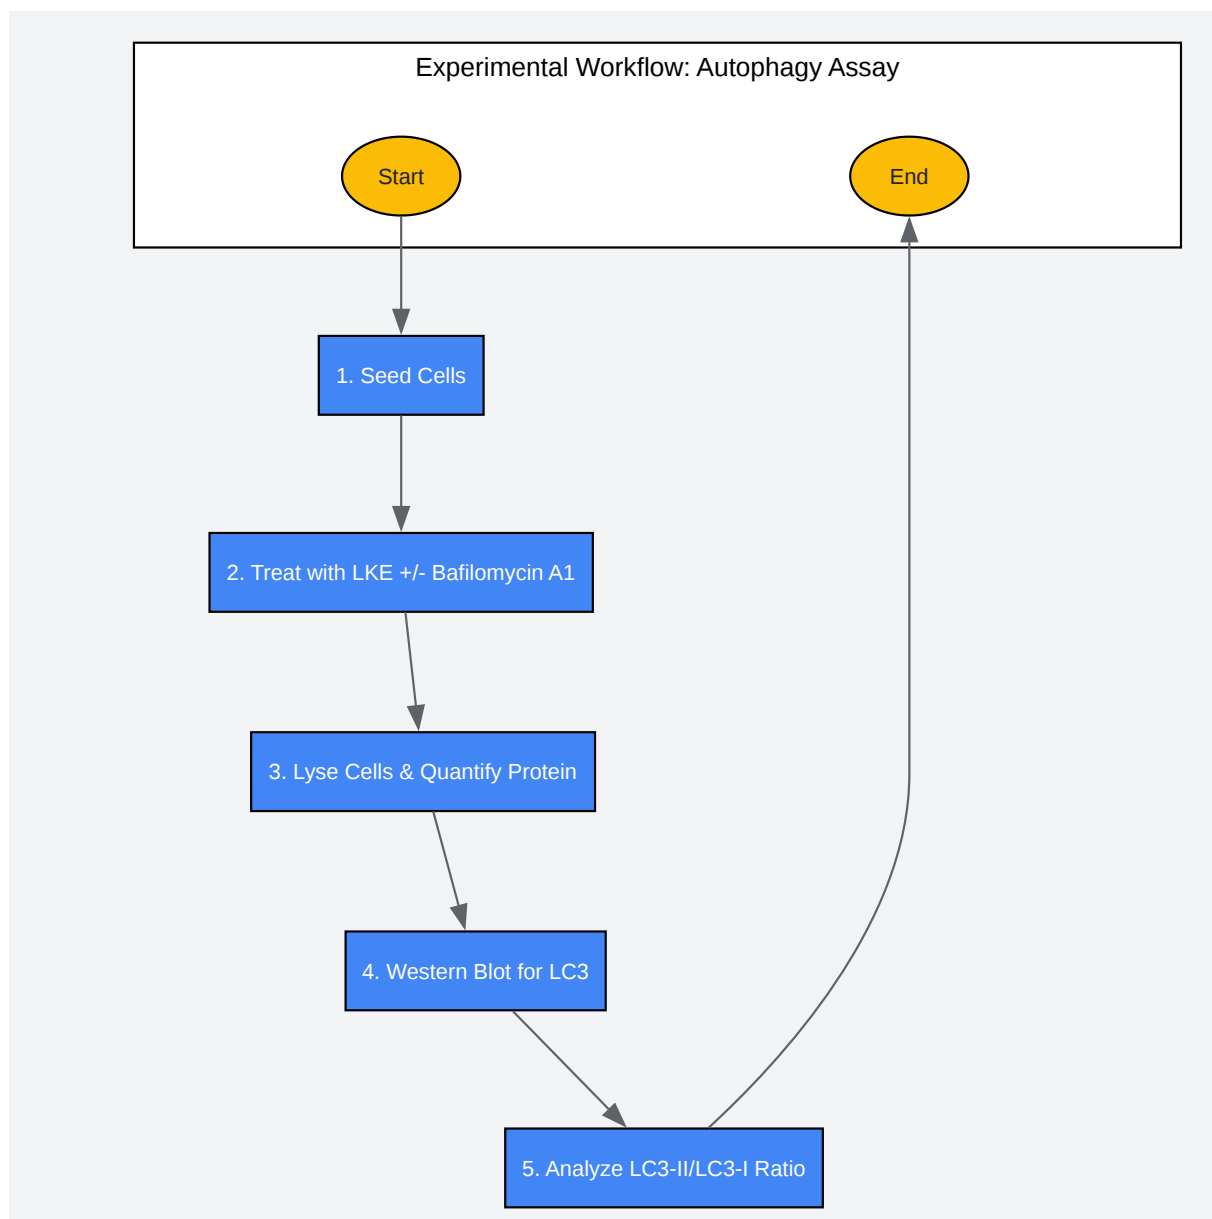 Experimental Workflow: Autophagy Assay
Start
End
1. Seed Cells
2. Treat with LKE +/- Bafilomycin A1
3. Lyse Cells & Quantify Protein
4. Western Blot for LC3
5. Analyze LC3-II/LC3-I Ratio